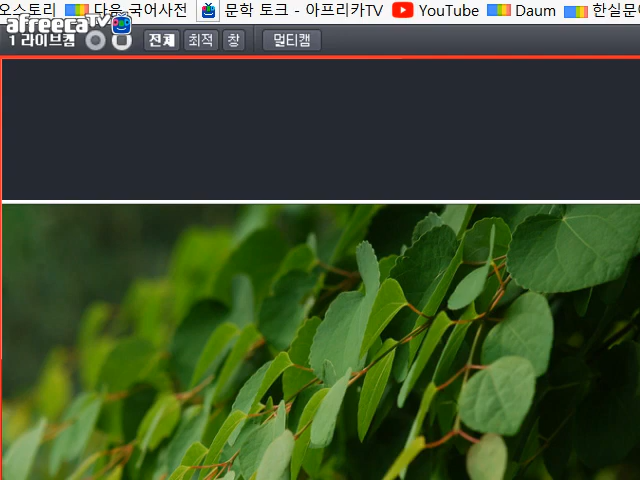 오스토리 다음 국어사전 문학 토크 - 아프리카TV YouTube Daum 한실문
afreecaTV
1 라이브캠 전체 최적 창 멀티캠